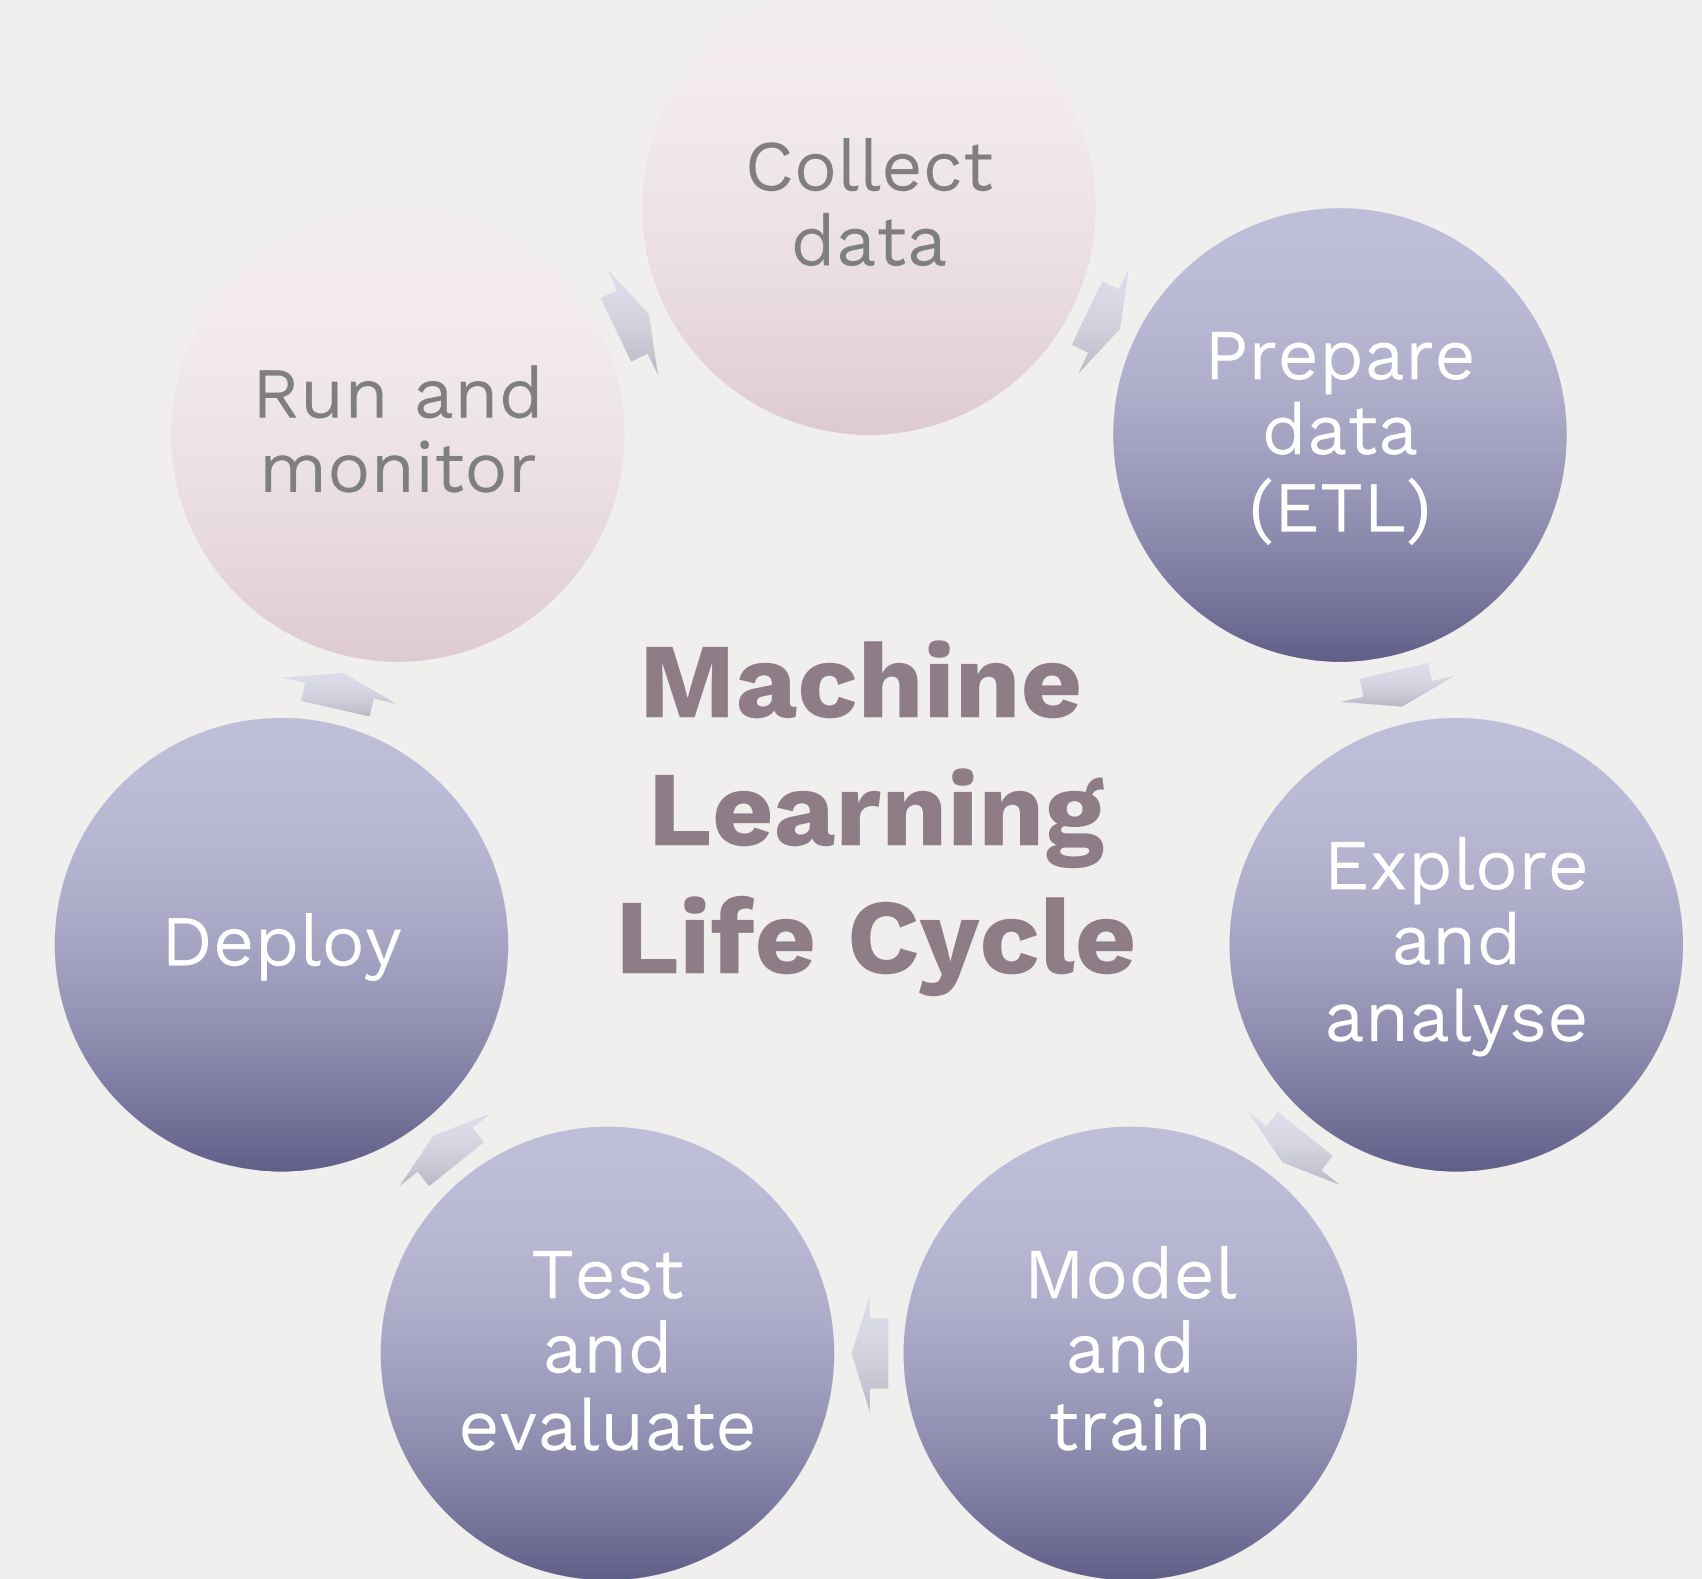 Collect
data
Prepare
data
(ETL)
Explore
and
analyse
Model
and
train
Test
and
evaluate
Deploy
Run and
monitor
Machine
Learning
Life Cycle